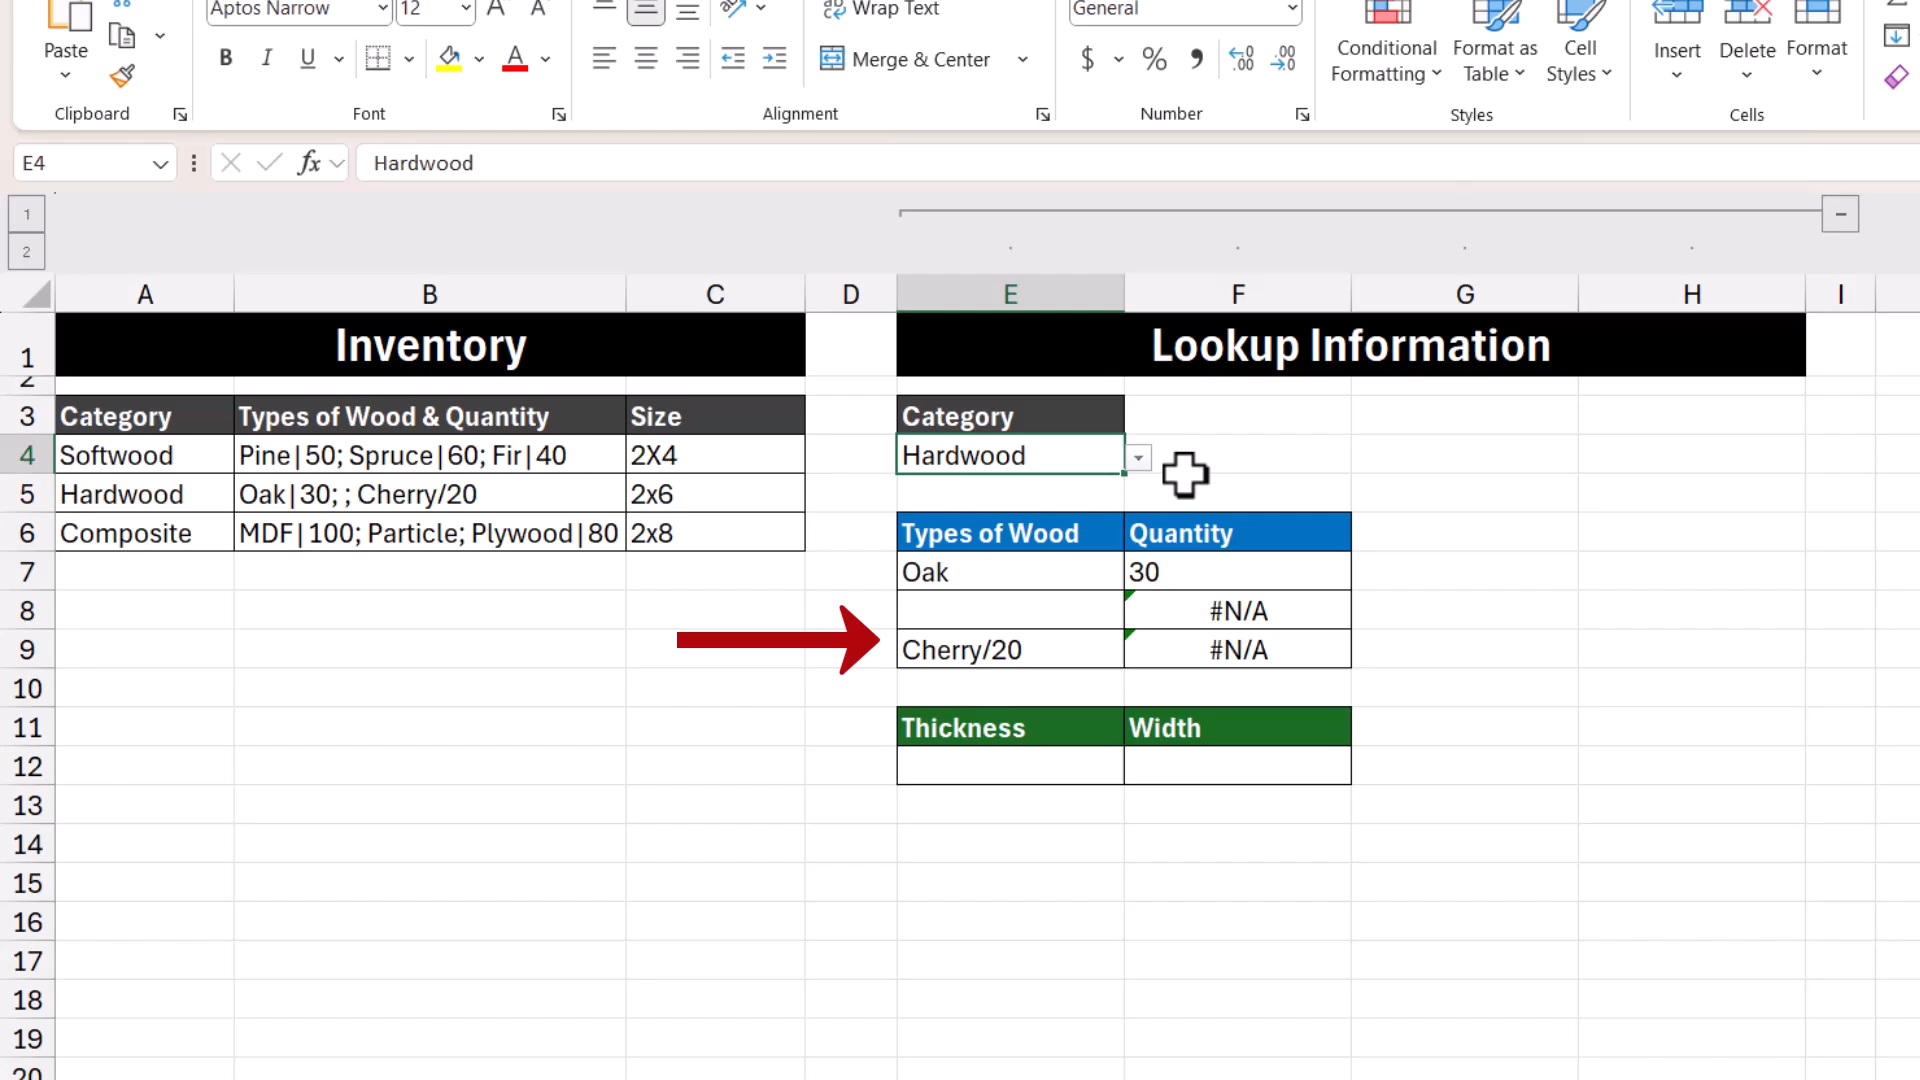 Aptos Narrow 12 A A Wrap Text General
Paste B I U A Merge & Center $ % Conditional Formatting Format as Table Cell Styles Insert Delete Format
Clipboard Font Alignment Number Styles Cells
E4 fx Hardwood
1
2
A B C D E F G H I
1 Inventory Lookup Information
2
3 Category Types of Wood & Quantity Size Category
4 Softwood Pine|50; Spruce|60; Fir|40 2X4 Hardwood
5 Hardwood Oak|30; ; Cherry/20 2x6
6 Composite MDF|100; Particle; Plywood|80 2x8 Types of Wood Quantity
7 Oak 30
8 #N/A
9 Cherry/20 #N/A
10
11 Thickness Width
12
13
14
15
16
17
18
19
20